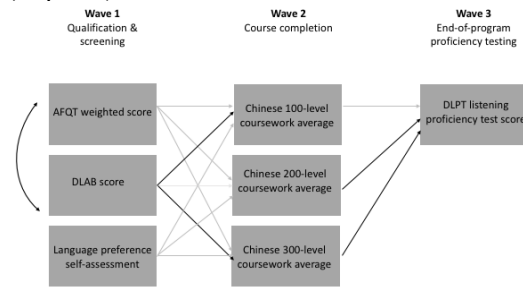 Wave 1
Qualification &
screening
Wave 2
Course completion
Wave 3
End-of-program
proficiency testing
AFQT weighted score
DLAB score
Language preference
self-assessment
Chinese 100-level
coursework average
Chinese 200-level
coursework average
Chinese 300-level
coursework average
DLPT listening
proficiency test score